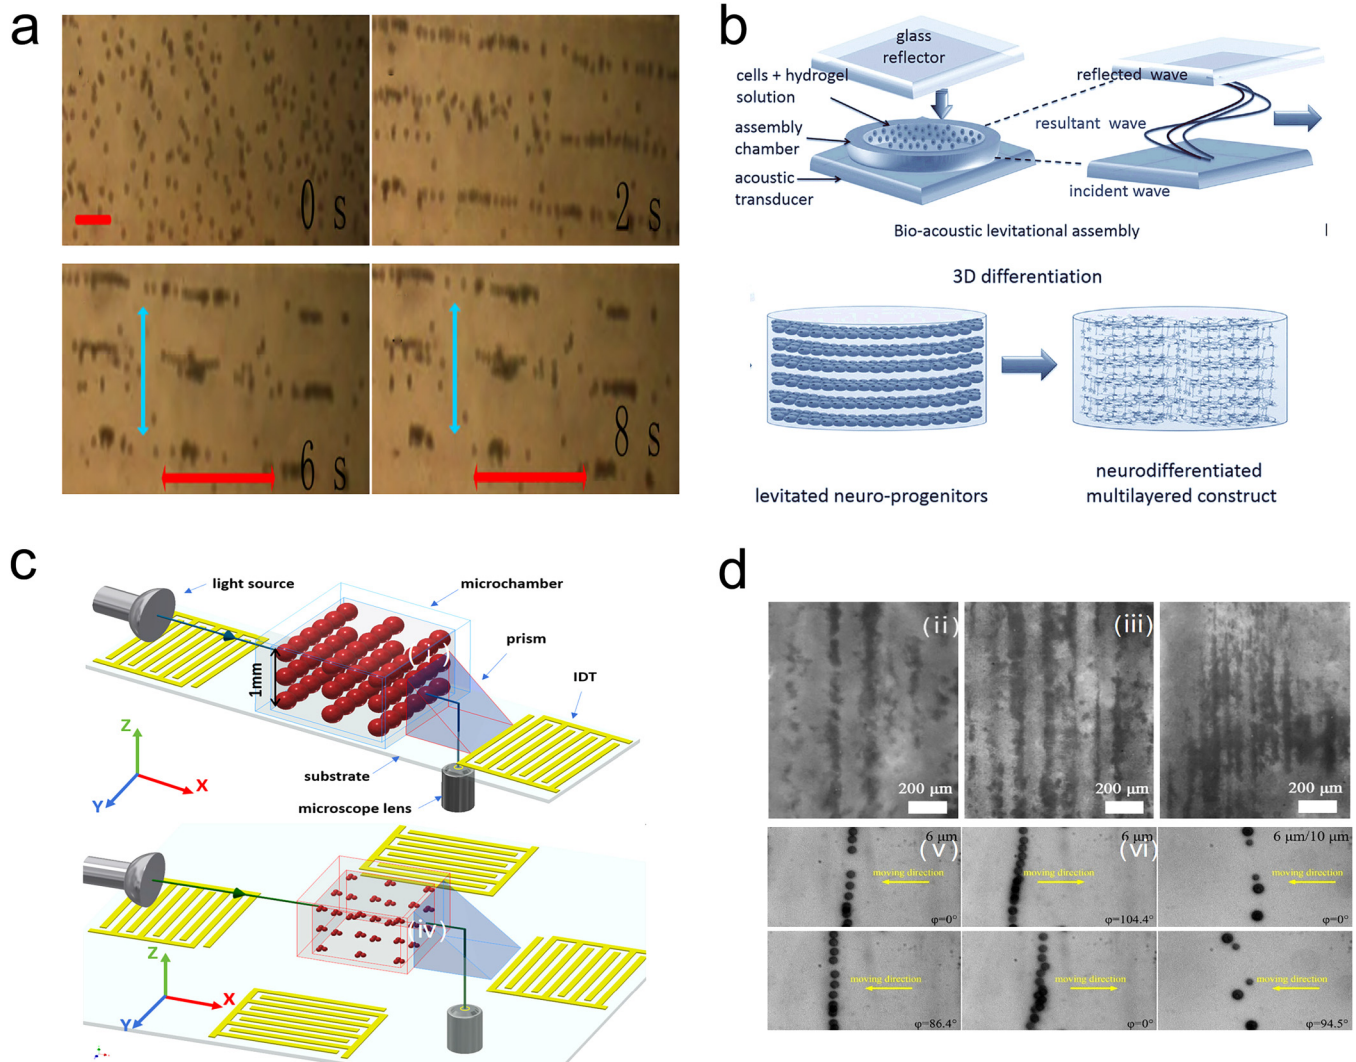 a
0 s
2 s
6 s
8 s
b
glass
reflector
cells + hydrogel
solution
assembly
chamber
acoustic
transducer
reflected wave
resultant wave
incident wave
Bio-acoustic levitational assembly
3D differentiation
levitated neuro-progenitors
neurodifferentiated
multilayered construct
c
light source
microchamber
(i)
prism
IDT
1mm
Z
X
Y
substrate
microscope lens
(iv)
Z
X
Y
d
(ii)
(iii)
200 μm
200 μm
200 μm
6 μm
(v)
moving direction
φ=0°
6 μm
(vi)
moving direction
φ=104.4°
6 μm/10 μm
moving direction
φ=0°
moving direction
φ=86.4°
moving direction
φ=0°
moving direction
φ=94.5°